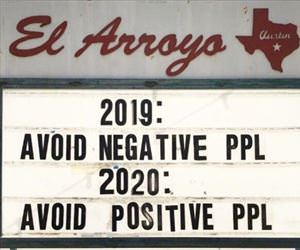 El Arroyo
Austin
2019:
AVOID NEGATIVE PPL
2020:
AVOID POSITIVE PPL